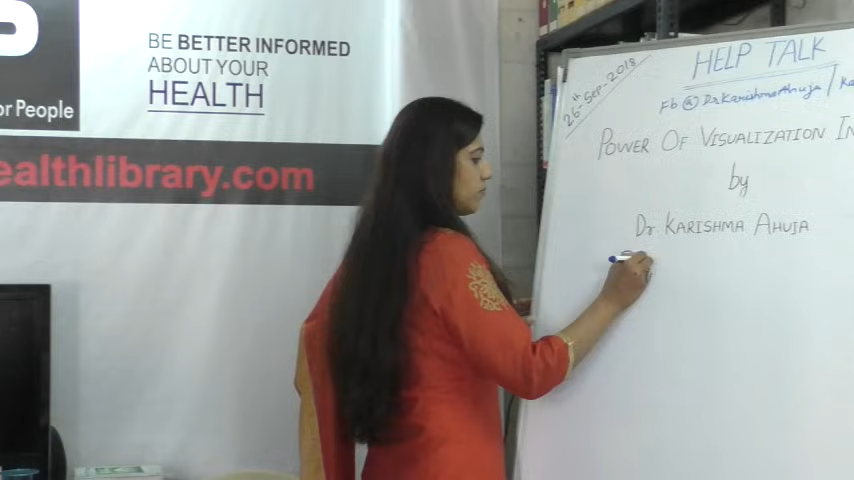 S
or People
BE BETTER INFORMED
ABOUT YOUR
HEALTH
ealthlibrary.com
26th-Sep-2018
HELP TALK
Fb @ DrKarishmaAhuja/Ka
POWER OF VISUALIZATION IN
by
Dr KARISHMA AHUJA